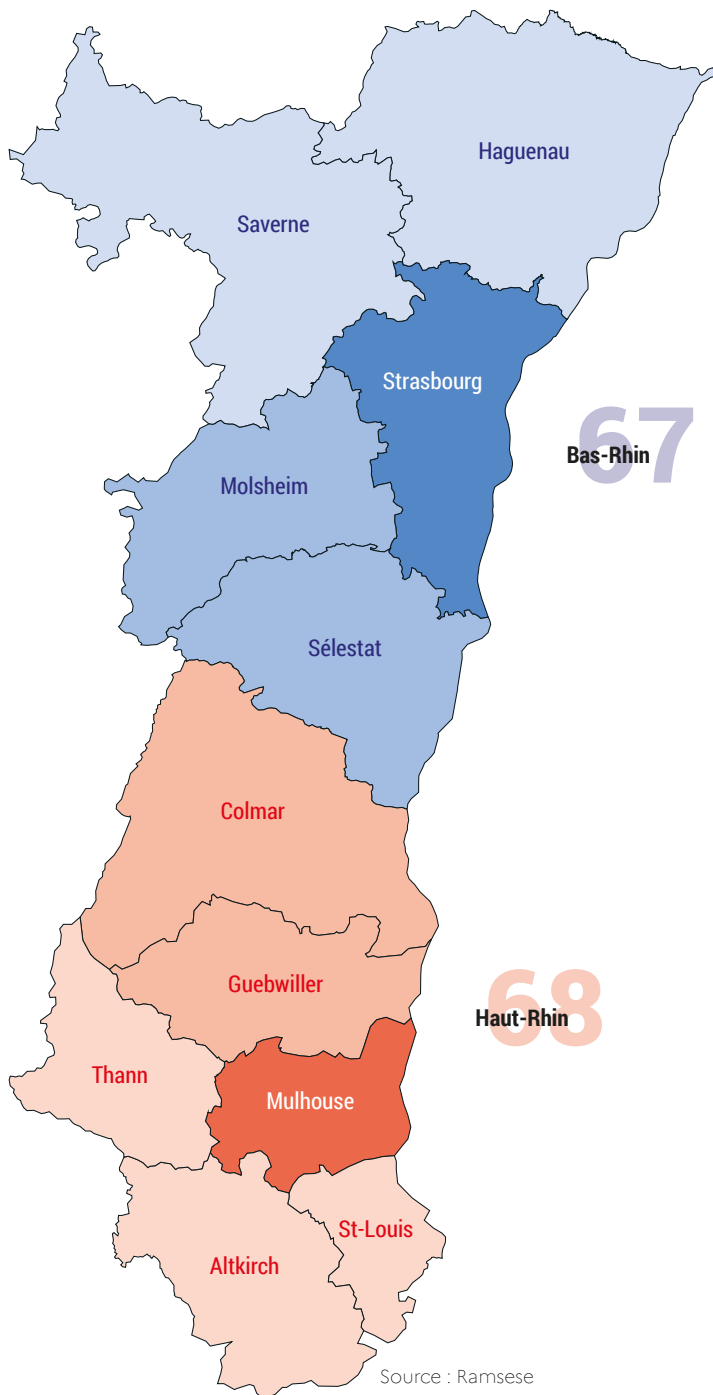 Haguenau
Saverne
Strasbourg
67
Bas-Rhin
Molsheim
Sélestat
Colmar
Guebwiller
68
Haut-Rhin
Thann
Mulhouse
St-Louis
Altkirch
Source : Ramsese